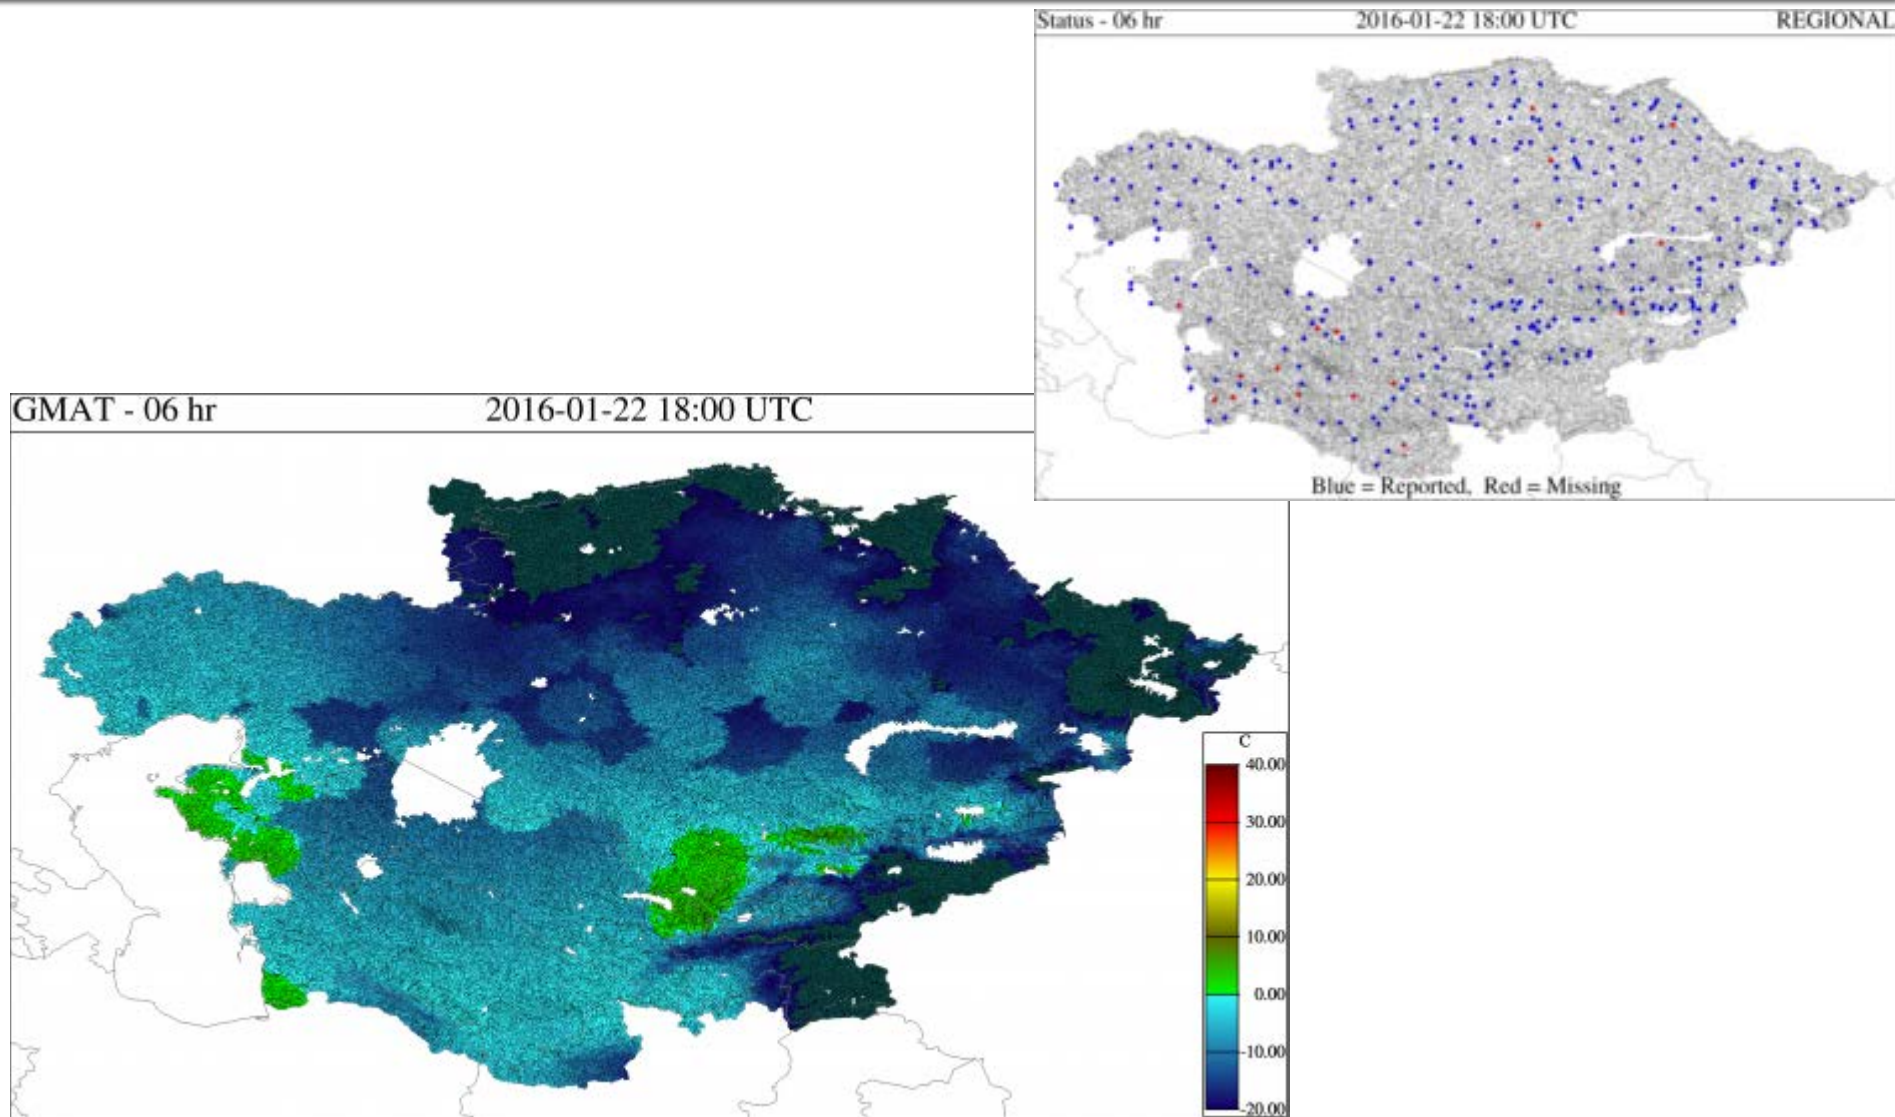 Status - 06 hr 2016-01-22 18:00 UTC REGIONAL
Blue = Reported, Red = Missing
GMAT - 06 hr 2016-01-22 18:00 UTC
C
40.00
30.00
20.00
10.00
0.00
-10.00
-20.00